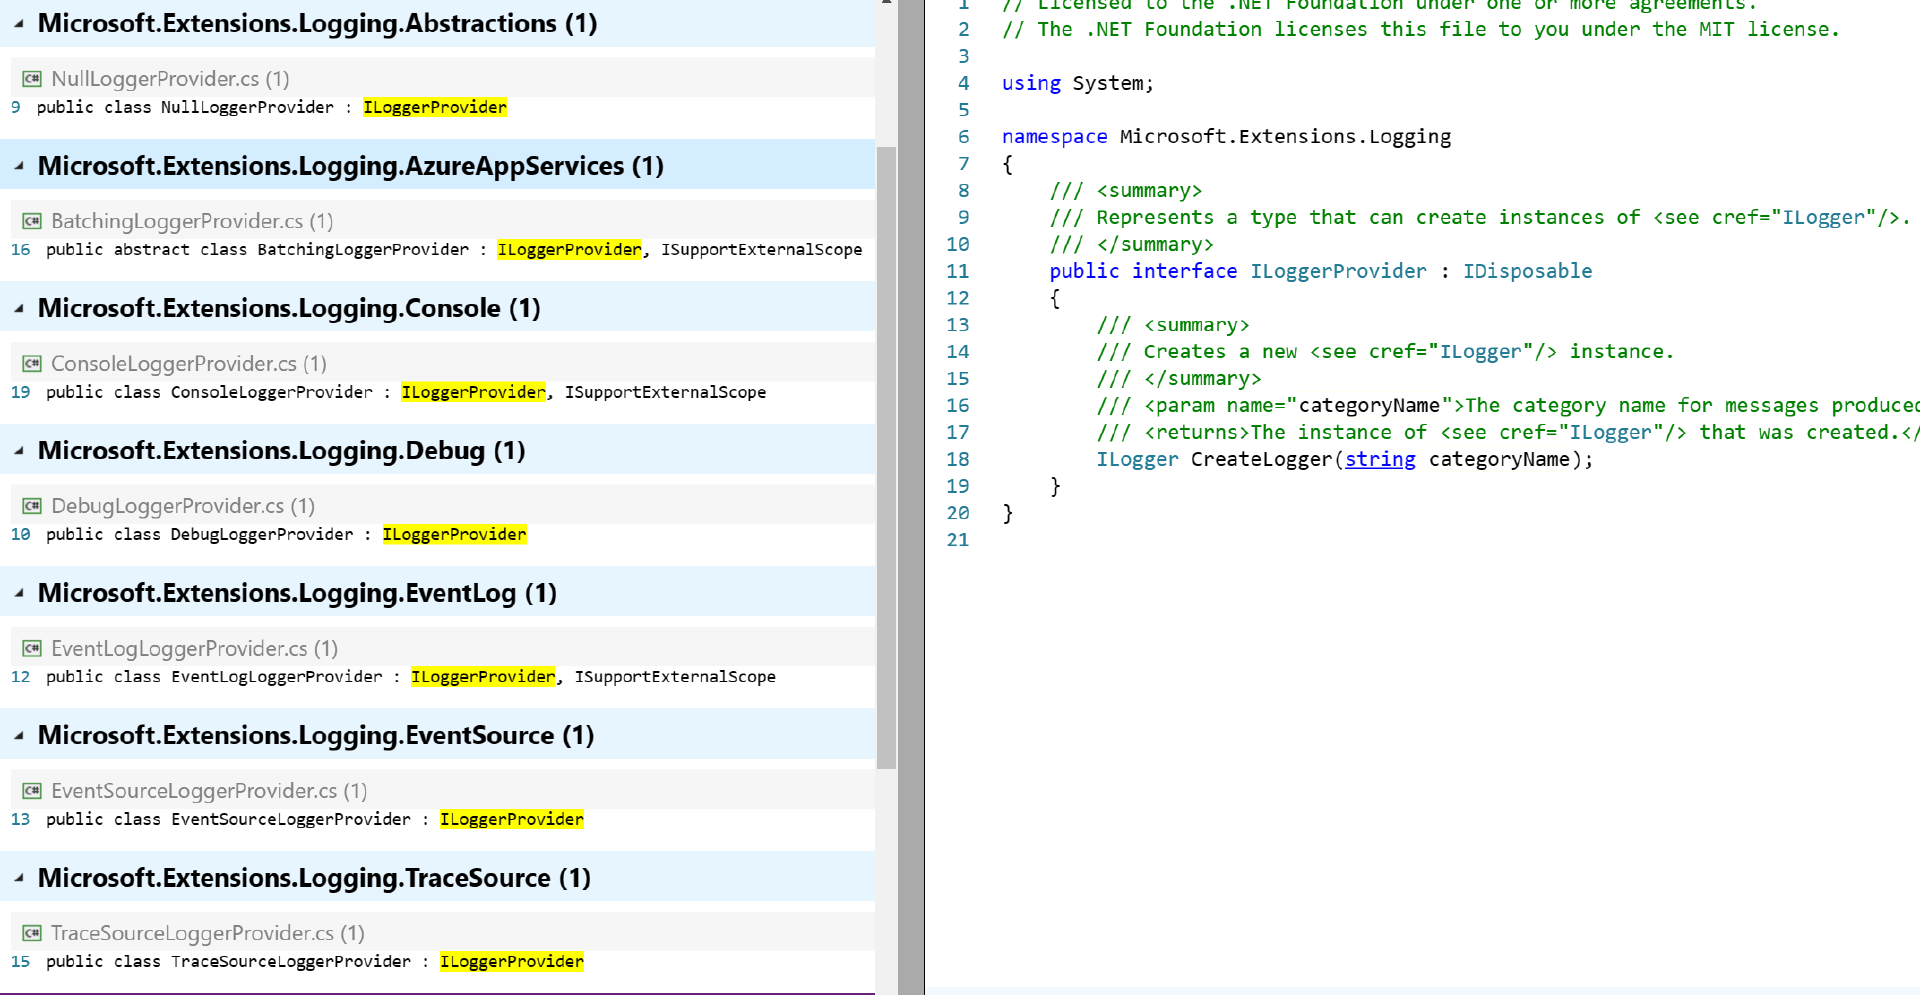 Microsoft.Extensions.Logging.Abstractions (1)
C# NullLoggerProvider.cs (1)
9 public class NullLoggerProvider : ILoggerProvider
Microsoft.Extensions.Logging.AzureAppServices (1)
C# BatchingLoggerProvider.cs (1)
16 public abstract class BatchingLoggerProvider : ILoggerProvider, ISupportExternalScope
Microsoft.Extensions.Logging.Console (1)
C# ConsoleLoggerProvider.cs (1)
19 public class ConsoleLoggerProvider : ILoggerProvider, ISupportExternalScope
Microsoft.Extensions.Logging.Debug (1)
C# DebugLoggerProvider.cs (1)
10 public class DebugLoggerProvider : ILoggerProvider
Microsoft.Extensions.Logging.EventLog (1)
C# EventLogLoggerProvider.cs (1)
12 public class EventLogLoggerProvider : ILoggerProvider, ISupportExternalScope
Microsoft.Extensions.Logging.EventSource (1)
C# EventSourceLoggerProvider.cs (1)
13 public class EventSourceLoggerProvider : ILoggerProvider
Microsoft.Extensions.Logging.TraceSource (1)
C# TraceSourceLoggerProvider.cs (1)
15 public class TraceSourceLoggerProvider : ILoggerProvider
1 // Licensed to the .NET Foundation under one or more agreements.
2 // The .NET Foundation licenses this file to you under the MIT license.
3
4 using System;
5
6 namespace Microsoft.Extensions.Logging
7 {
8 /// <summary>
9 /// Represents a type that can create instances of <see cref="ILogger"/>.
10 /// </summary>
11 public interface ILoggerProvider : IDisposable
12 {
13 /// <summary>
14 /// Creates a new <see cref="ILogger"/> instance.
15 /// </summary>
16 /// <param name="categoryName">The category name for messages produced
17 /// <returns>The instance of <see cref="ILogger"/> that was created.</
18 ILogger CreateLogger(string categoryName);
19 }
20 }
21